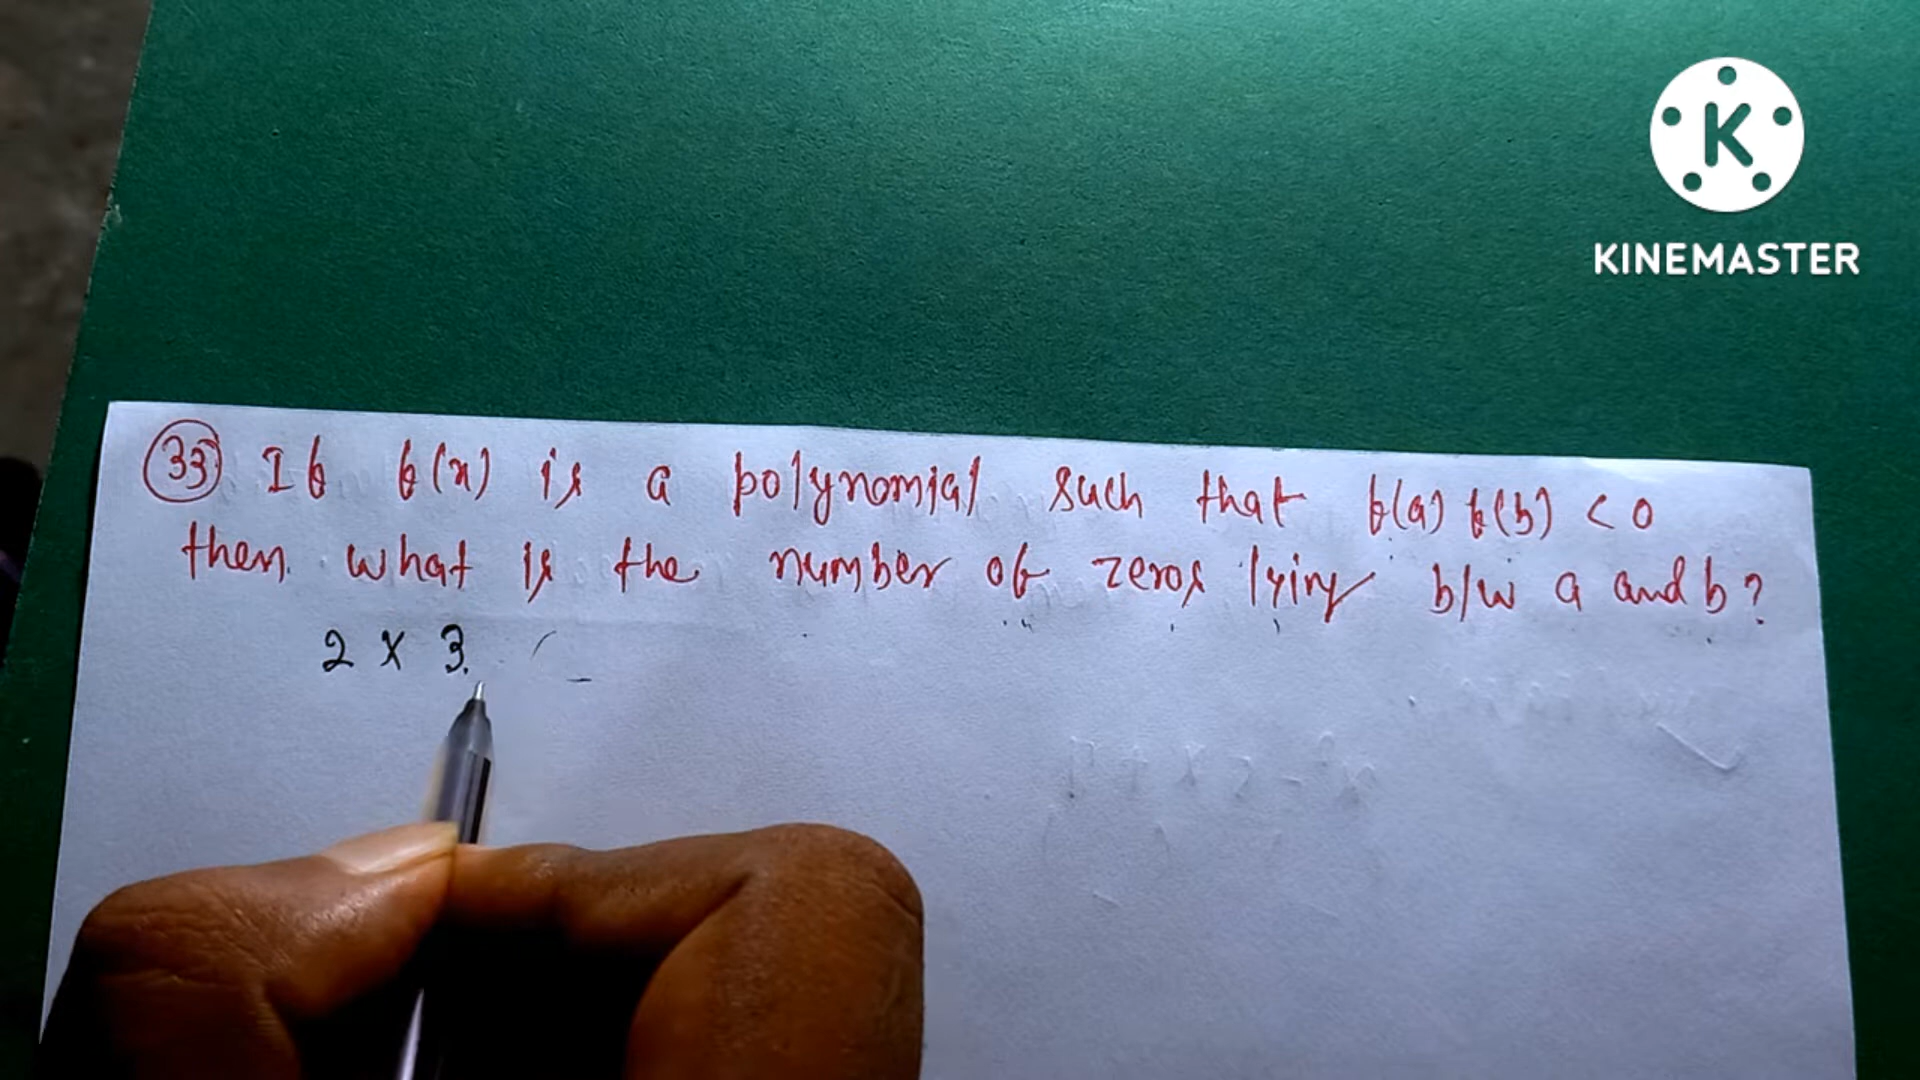 KINEMASTER
33 If f(x) is a polynomial such that f(a) f(b) < 0
then what is the number of zeros lying b/w a and b?
2 × 3